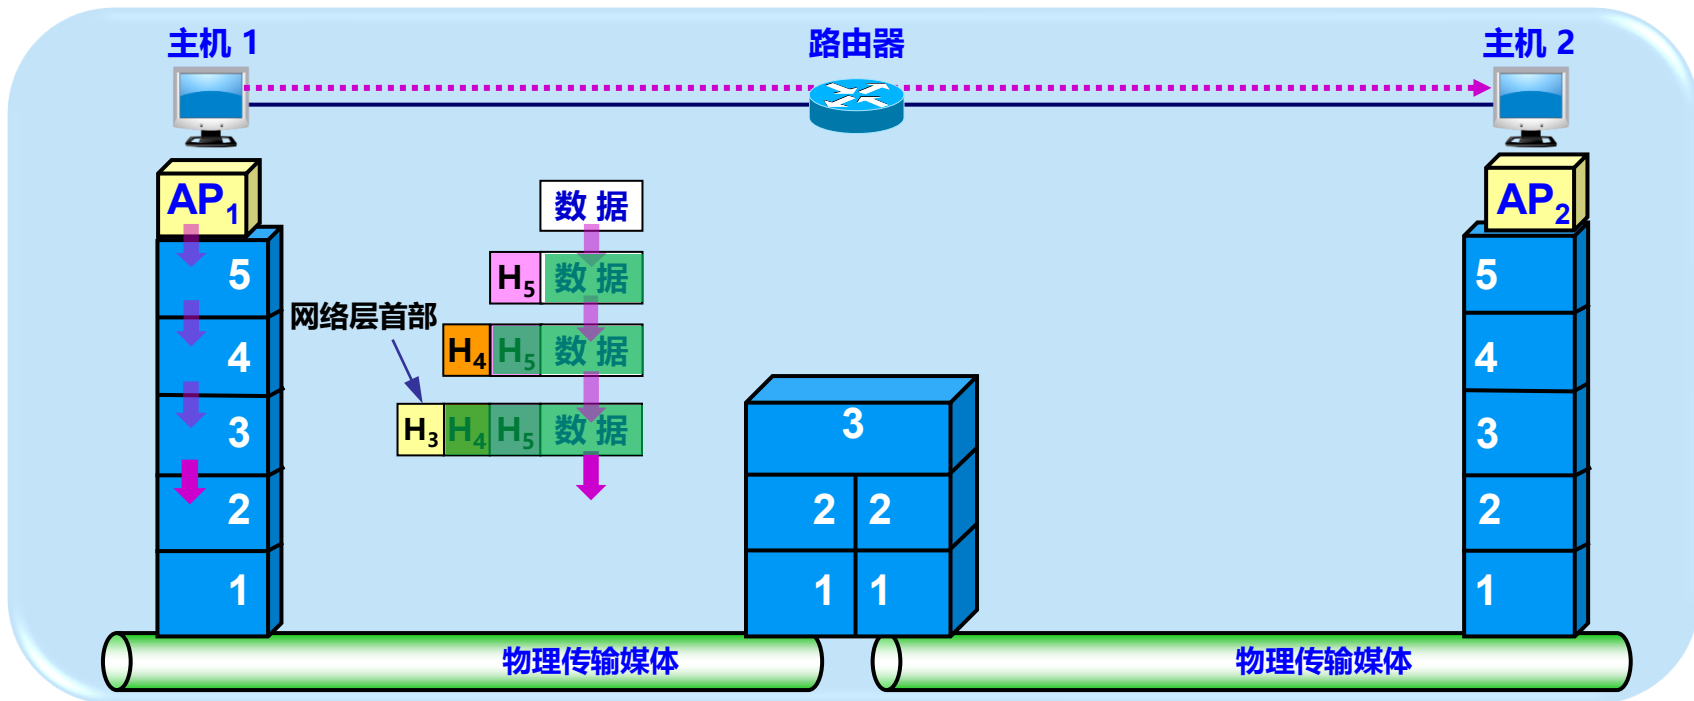 主机 1
路由器
主机 2
AP1
AP2
数 据
H5 数 据
网络层首部
H4 H5 数 据
H3 H4 H5 数 据
5
4
3
2
1
3
2 2
1 1
5
4
3
2
1
物理传输媒体
物理传输媒体